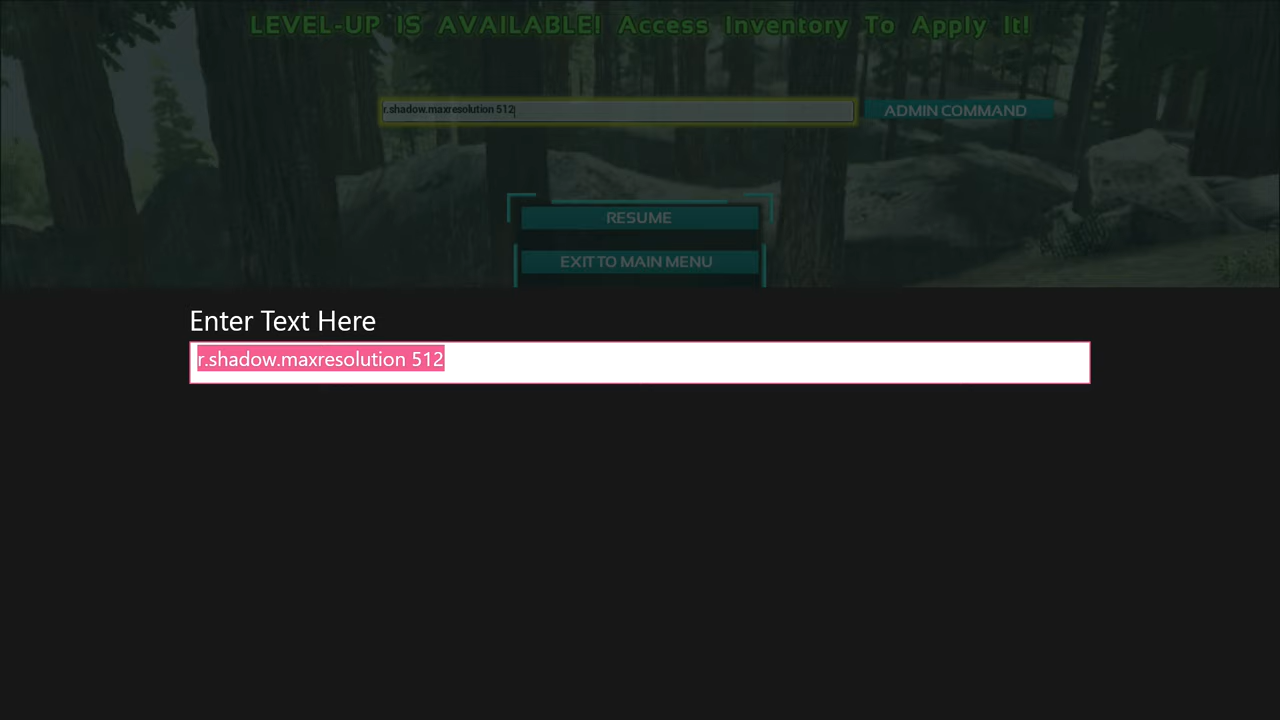 LEVEL-UP IS AVAILABLE! Access Inventory To Apply It!
r.shadow.maxresolution 512
ADMIN COMMAND
RESUME
EXIT TO MAIN MENU
Enter Text Here
r.shadow.maxresolution 512